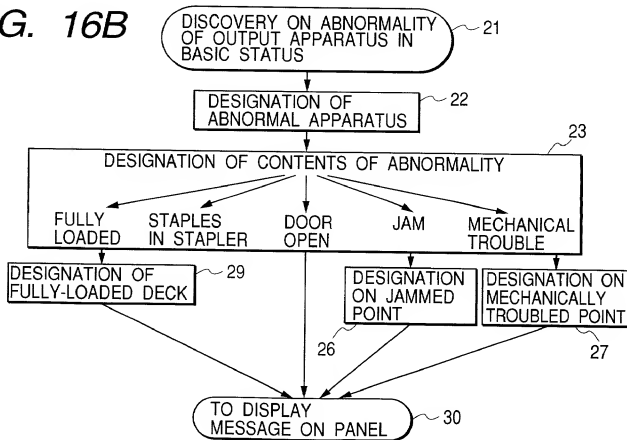 G. 16B
DISCOVERY ON ABNORMALITY
OF OUTPUT APPARATUS IN
BASIC STATUS
21
DESIGNATION OF
ABNORMAL APPARATUS
22
23
DESIGNATION OF CONTENTS OF ABNORMALITY
FULLY
LOADED
STAPLES
IN STAPLER
DOOR
OPEN
JAM
MECHANICAL
TROUBLE
DESIGNATION OF
FULLY-LOADED DECK
29
DESIGNATION
ON JAMMED
POINT
26
DESIGNATION ON
MECHANICALLY
TROUBLED POINT
27
TO DISPLAY
MESSAGE ON PANEL
30